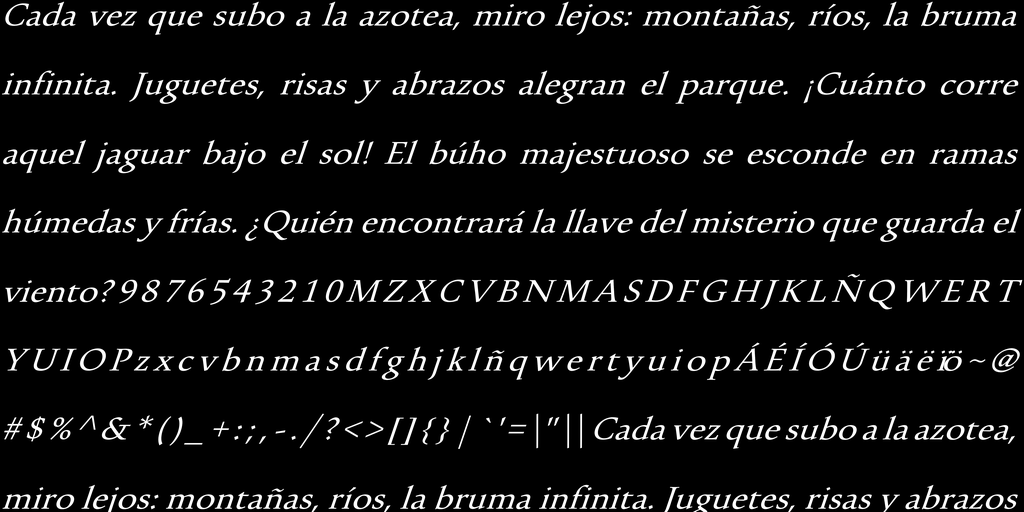 Cada vez que subo a la azotea, miro lejos: montañas, ríos, la bruma
infinita. Juguetes, risas y abrazos alegran el parque. ¡Cuánto corre
aquel jaguar bajo el sol! El búho majestuoso se esconde en ramas
húmedas y frías. ¿Quién encontrará la llave del misterio que guarda el
viento? 9 8 7 6 5 4 3 2 1 0 M Z X C V B N M A S D F G H J K L Ñ Q W E R T
Y U I O P z x c v b n m a s d f g h j k l ñ q w e r t y u i o p Á É Í Ó Ú ü ä ë ï ö ~ @
# $ % ^ & * ( ) _ + : ; , - . / ? < > [ ] { } | ` ' = | " | | Cada vez que subo a la azotea,
miro lejos: montañas, ríos, la bruma infinita. Juguetes, risas y abrazos